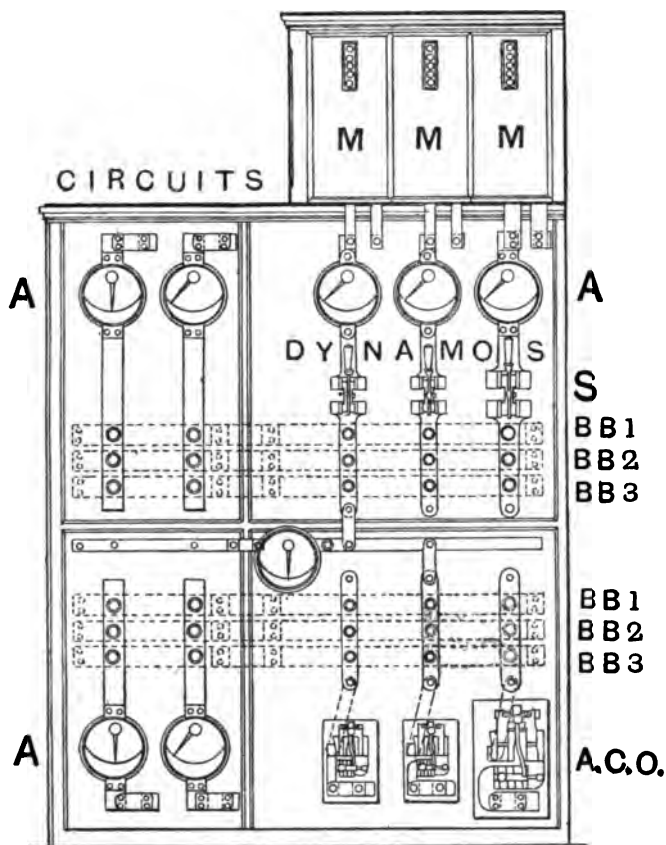 M M M
CIRCUITS
A A
DYNAMOS
S
BB1
BB2
BB3
BB1
BB2
BB3
A A.C.O.